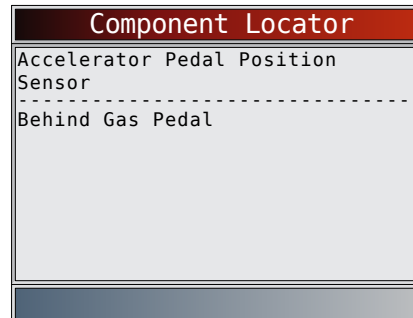 Component Locator
Accelerator Pedal Position
Sensor
--------------------------------
Behind Gas Pedal